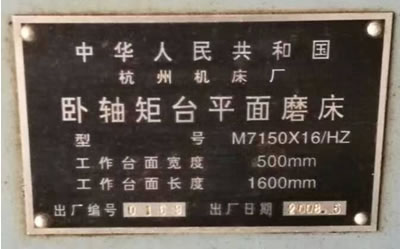 中华人民共和国
杭州机床厂
卧轴矩台平面磨床
型号 M7150X16/HZ
工作台面宽度 500mm
工作台面长度 1600mm
出厂编号 出厂日期 2008.5